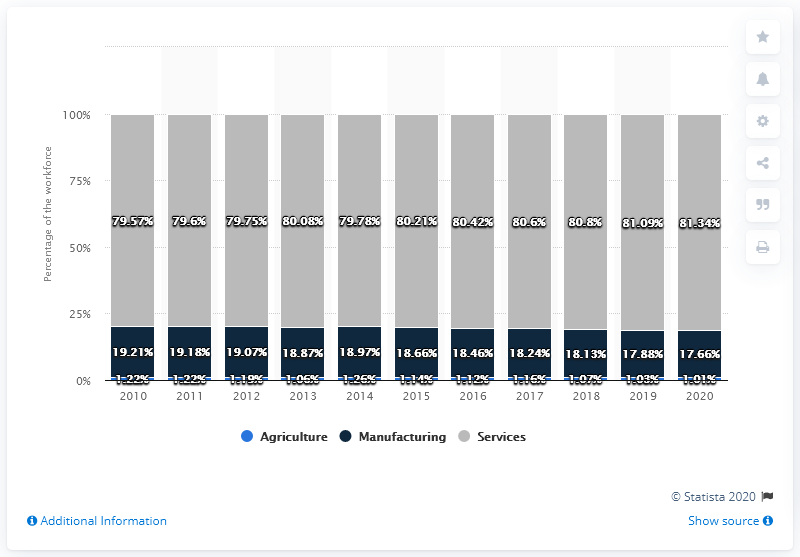 Percentage of the workforce
100%
75%
50%
25%
0%
79.57% 79.6% 79.75% 80.08% 79.78% 80.21% 80.42% 80.6% 80.8% 81.09% 81.34%
19.21% 19.18% 19.07% 18.87% 18.97% 18.66% 18.46% 18.24% 18.13% 17.88% 17.66%
1.22% 1.22% 1.19% 1.06% 1.26% 1.14% 1.12% 1.16% 1.07% 1.03% 1.01%
2010 2011 2012 2013 2014 2015 2016 2017 2018 2019 2020
Agriculture Manufacturing Services
© Statista 2020
Additional Information
Show source